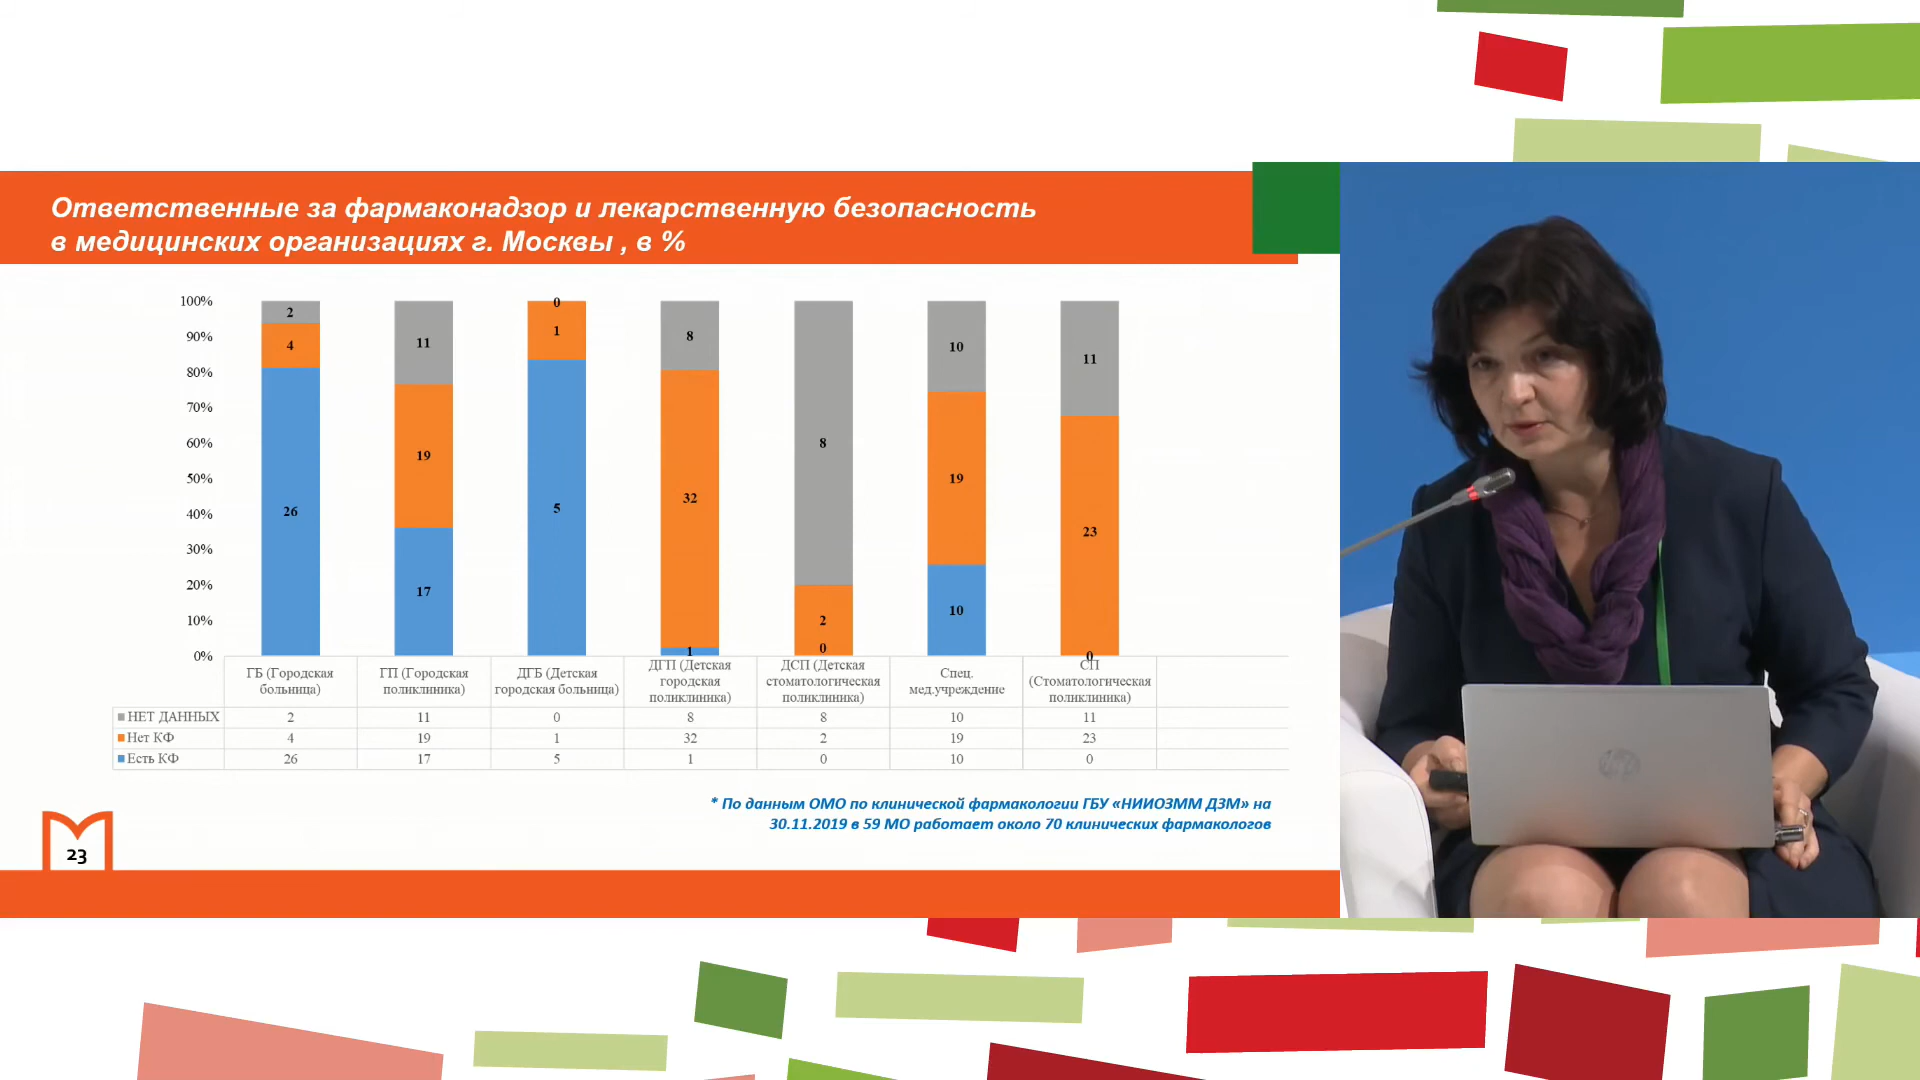 Ответственные за фармаконадзор и лекарственную безопасность
в медицинских организациях г. Москвы , в %
100%
90%
80%
70%
60%
50%
40%
30%
20%
10%
0%
2
4
26
11
19
17
0
1
5
8
32
1
8
2
0
10
19
10
11
23
0
ГБ (Городская
больница)
ГП (Городская
поликлиника)
ДГБ (Детская
городская больница)
ДГП (Детская
городская
поликлиника)
ДСП (Детская
стоматологическая
поликлиника)
Спец.
мед.учреждение
СП
(Стоматологическая
поликлиника)
НЕТ ДАННЫХ 2 11 0 8 8 10 11
Нет КФ 4 19 1 32 2 19 23
Есть КФ 26 17 5 1 0 10 0
* По данным ОМО по клинической фармакологии ГБУ «НИИОЗММ ДЗМ» на
30.11.2019 в 59 МО работает около 70 клинических фармакологов
23
hp